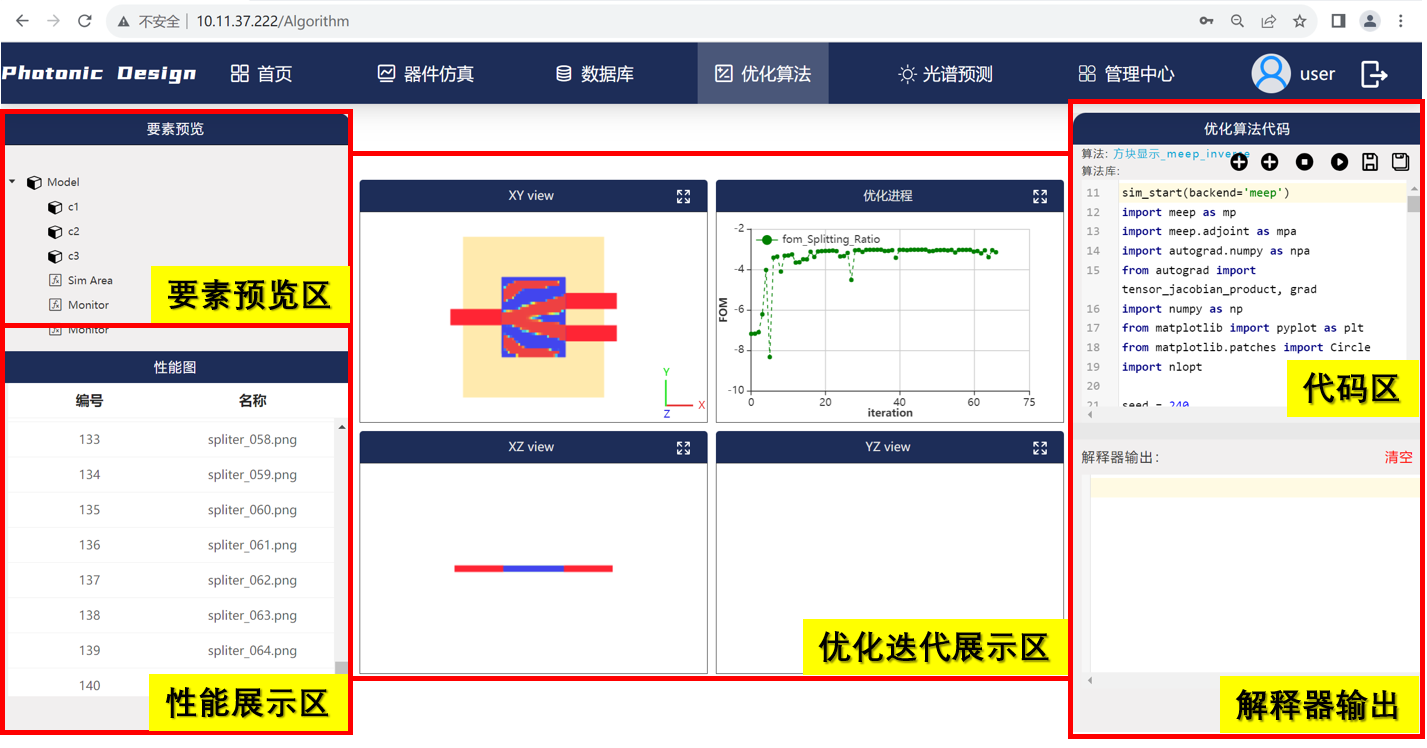 不安全 10.11.37.222/Algorithm
Photonic Design 首页 器件仿真 数据库 优化算法 光谱预测 管理中心 user
要素预览
Model
c1
c2
c3
Sim Area
Monitor
Monitor
要素预览区
性能图
编号 名称
133 spliter_058.png
134 spliter_059.png
135 spliter_060.png
136 spliter_061.png
137 spliter_062.png
138 spliter_063.png
139 spliter_064.png
140
性能展示区
XY view
Y
X
Z
优化进程
fom_Splitting_Ratio
-2
-4
-6
-8
-10
FOM
0 20 40 60 75
iteration
XZ view
YZ view
优化迭代展示区
优化算法代码
算法: 方块显示_meep_inverse
算法库:
11 sim_start(backend='meep')
12 import meep as mp
13 import meep.adjoint as mpa
14 import autograd.numpy as npa
15 from autograd import
tensor_jacobian_product, grad
16 import numpy as np
17 from matplotlib import pyplot as plt
18 from matplotlib.patches import Circle
19 import nlopt
20
21 seed = 240
代码区
解释器输出: 清空
解释器输出